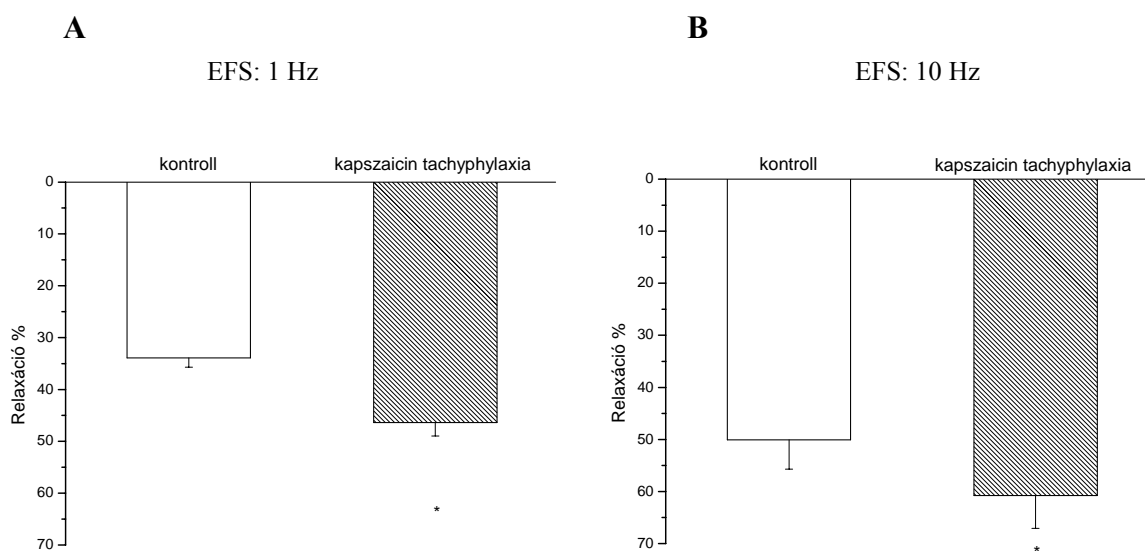 A
EFS: 1 Hz
kontroll
kapszaicin tachyphylaxia
0
10
20
30
40
50
60
70
Relaxáció %
*
B
EFS: 10 Hz
kontroll
kapszaicin tachyphylaxia
0
10
20
30
40
50
60
70
Relaxáció %
*